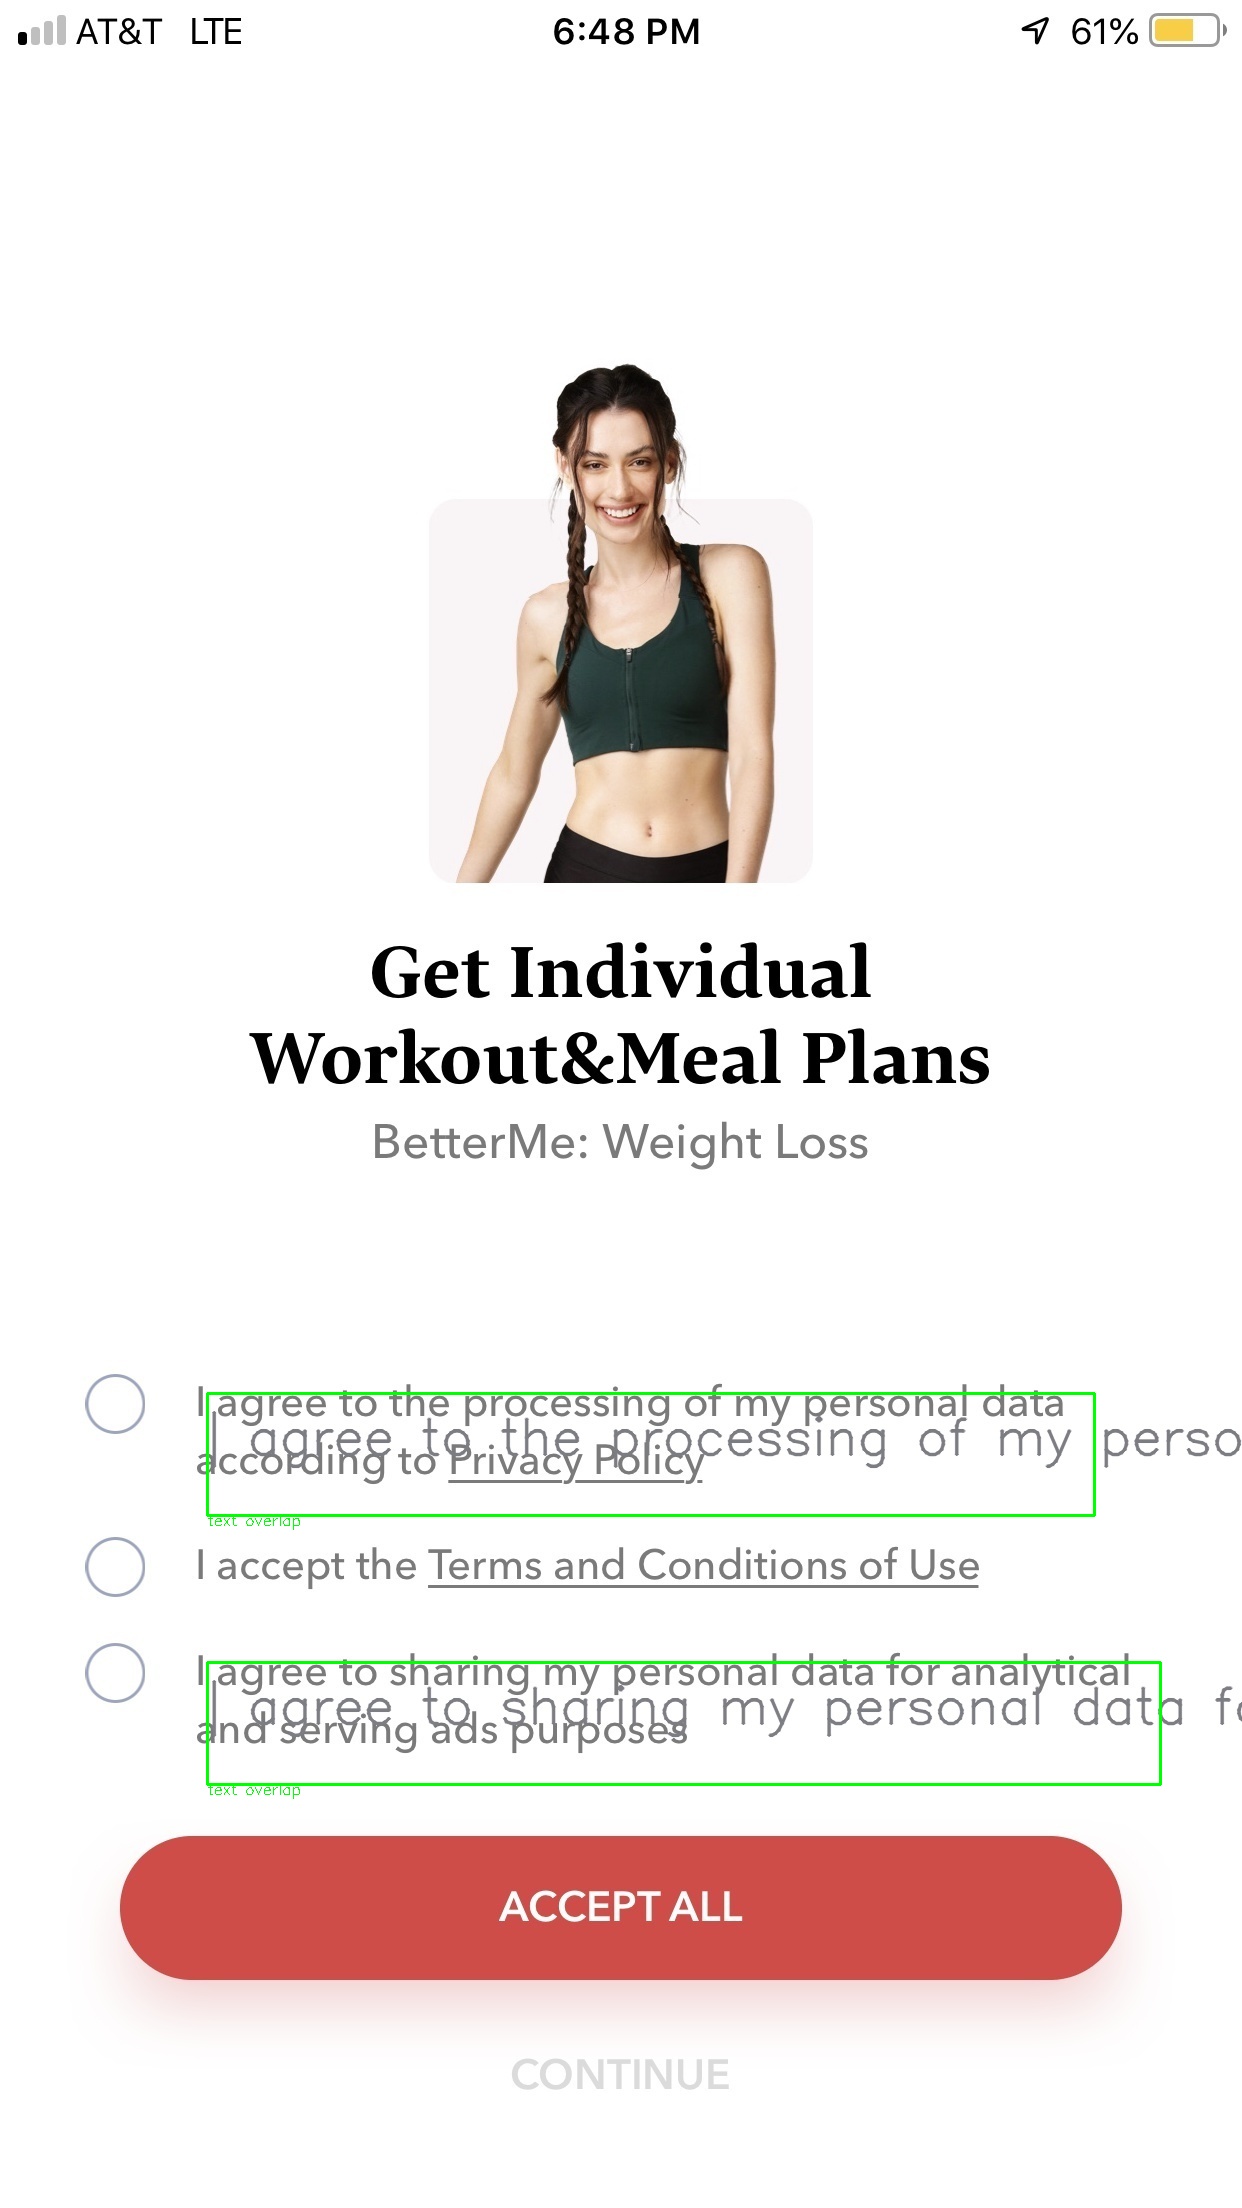 AT&T LTE 6:48 PM 61%
Get Individual
Workout&Meal Plans
BetterMe: Weight Loss
I agree to the processing of my personal data
I agree to the processing of my perso
according to Privacy Policy
text overlap
I accept the Terms and Conditions of Use
I agree to sharing my personal data for analytical
I agree to sharing my personal data fo
and serving ads purposes
text overlap
ACCEPT ALL
CONTINUE